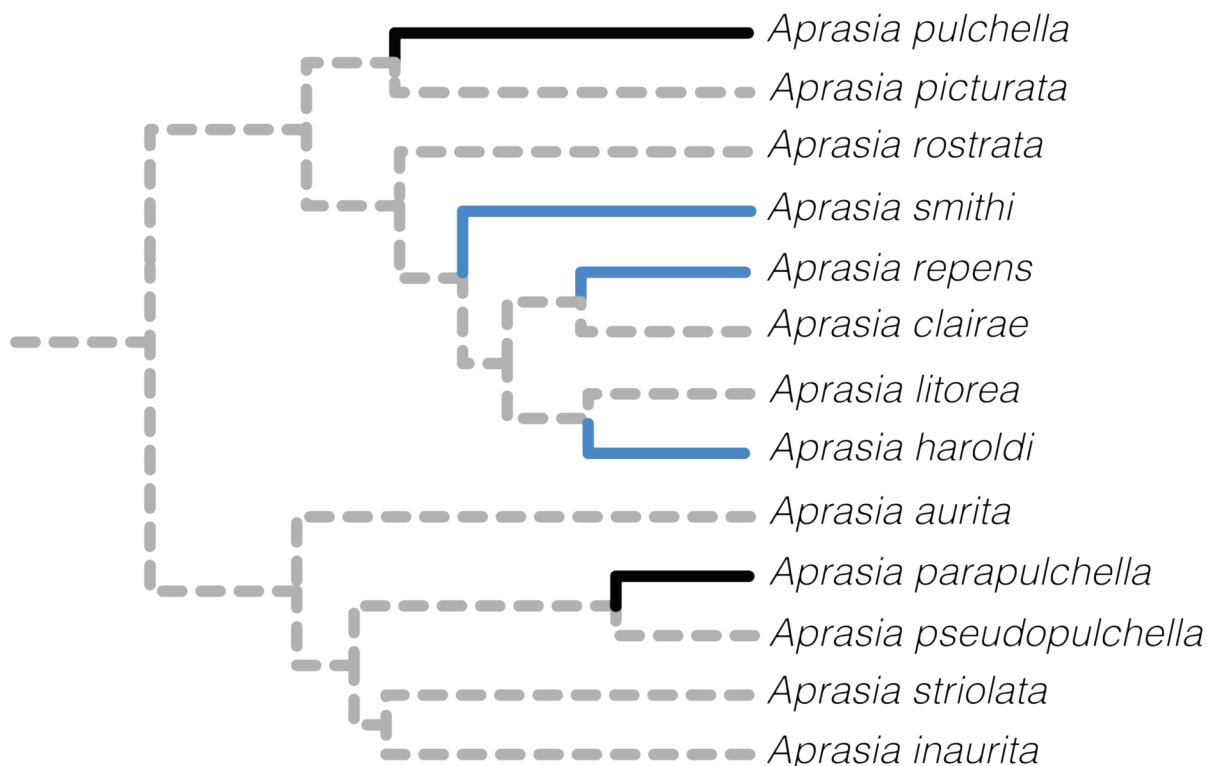 Aprasia pulchella
Aprasia picturata
Aprasia rostrata
Aprasia smithi
Aprasia repens
Aprasia clairae
Aprasia litorea
Aprasia haroldi
Aprasia aurita
Aprasia parapulchella
Aprasia pseudopulchella
Aprasia striolata
Aprasia inaurita